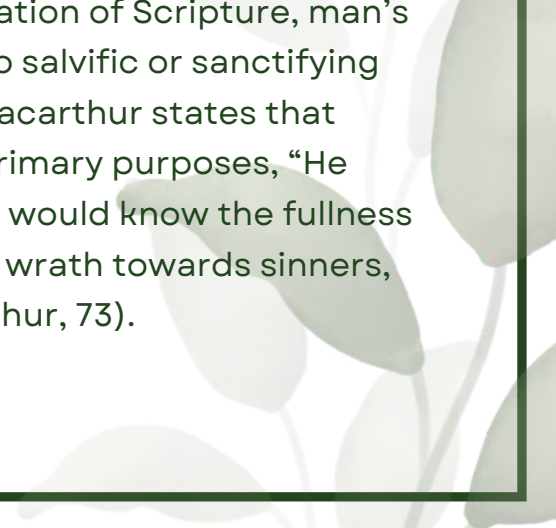 ation of Scripture, man’s
o salvific or sanctifying
acarthur states that
rimary purposes, “He
would know the fullness
wrath towards sinners,
hur, 73).